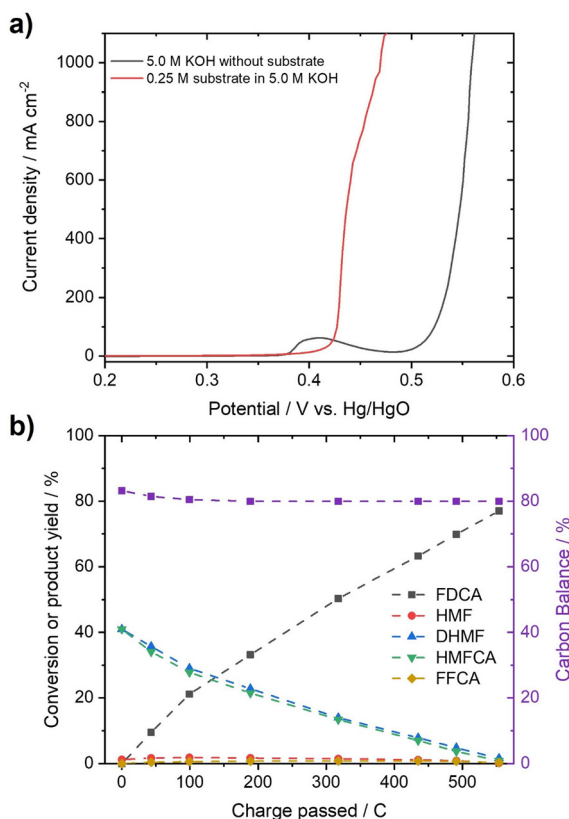 a)
5.0 M KOH without substrate
0.25 M substrate in 5.0 M KOH
1000
800
600
400
200
0
Current density / mA cm⁻²
0.2 0.3 0.4 0.5 0.6
Potential / V vs. Hg/HgO
b)
100 100
80 80
60 60
40 40
20 20
0 0
Conversion or product yield / %
Carbon Balance / %
FDCA
HMF
DHMF
HMFCA
FFCA
0 100 200 300 400 500
Charge passed / C